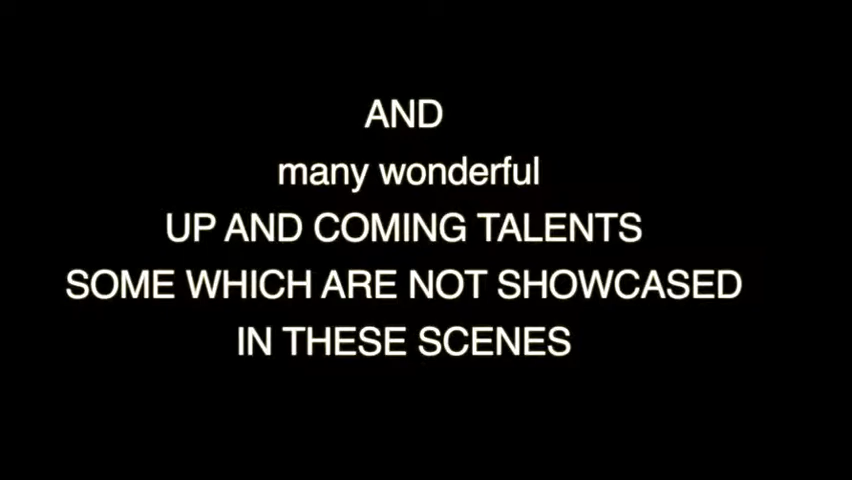 AND
many wonderful
UP AND COMING TALENTS
SOME WHICH ARE NOT SHOWCASED
IN THESE SCENES